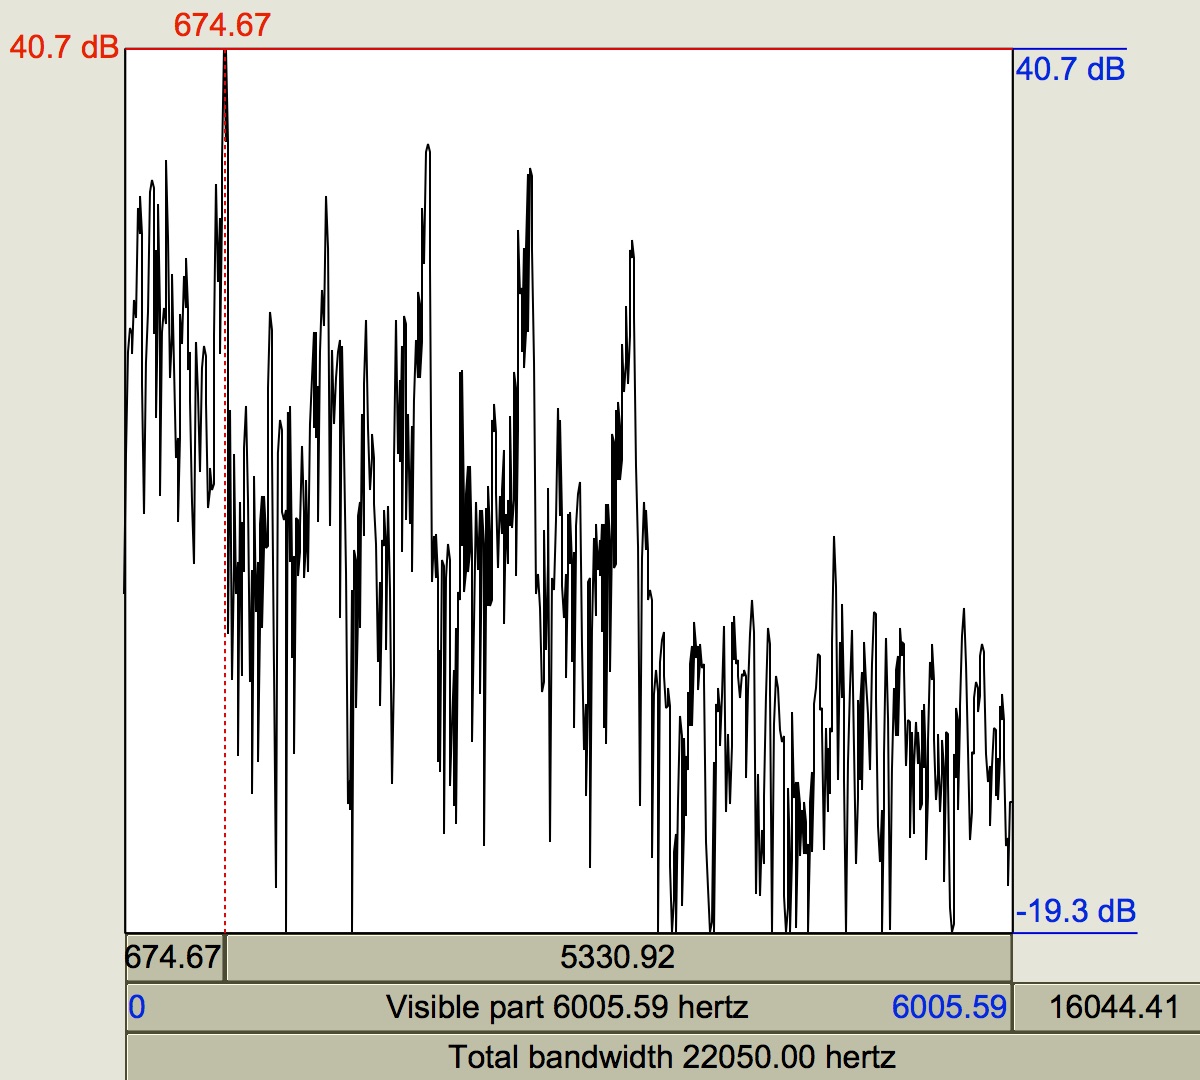 674.67
40.7 dB
40.7 dB
-19.3 dB
674.67 5330.92
0 Visible part 6005.59 hertz 6005.59 16044.41
Total bandwidth 22050.00 hertz